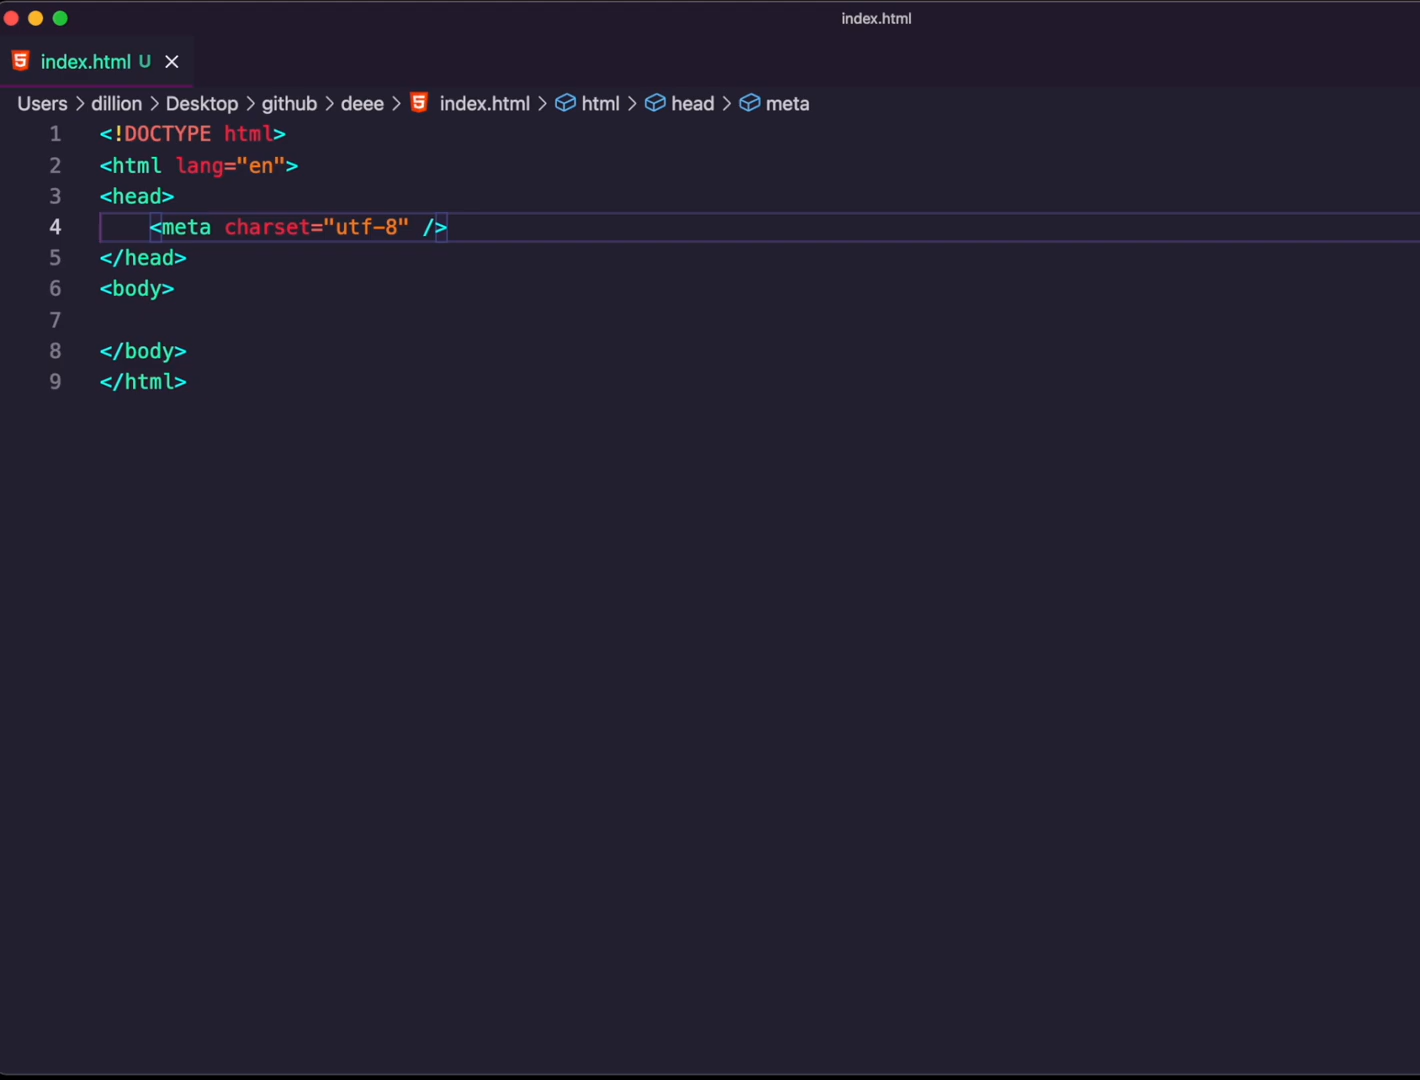 index.html
index.html U
Users > dillion > Desktop > github > deee > index.html > html > head > meta
1 <!DOCTYPE html>
2 <html lang="en">
3 <head>
4     <meta charset="utf-8" />
5 </head>
6 <body>
7
8 </body>
9 </html>